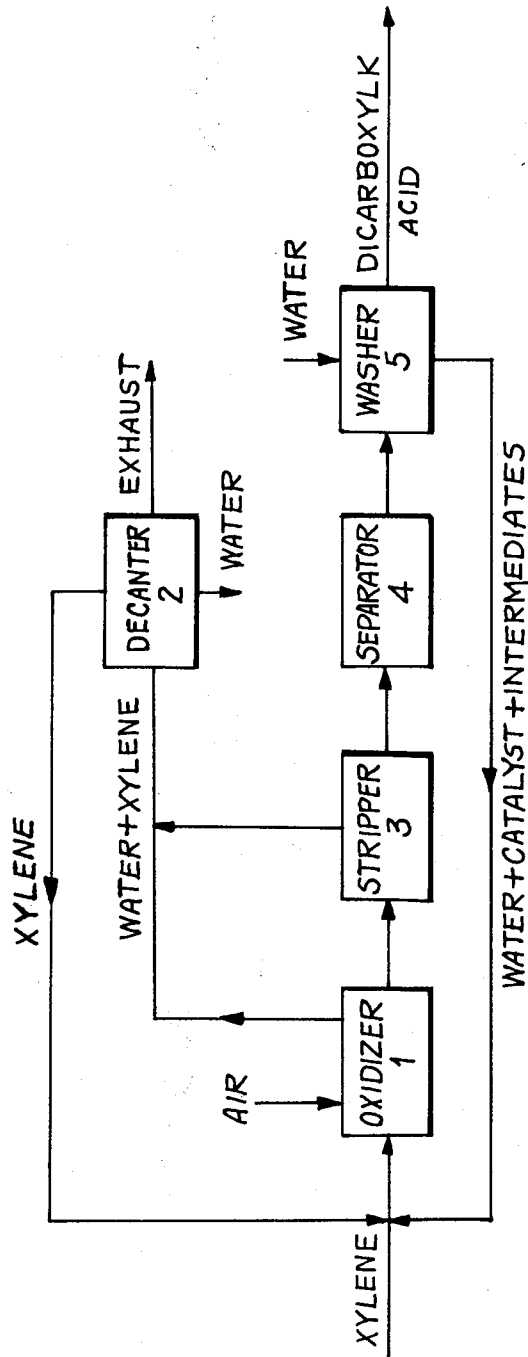 XYLENE
WATER+XYLENE
DECANTER
2
EXHAUST
WATER
AIR
XYLENE
OXIDIZER
1
STRIPPER
3
SEPARATOR
4
WATER
WASHER
5
DICARBOXYLK
ACID
WATER+CATALYST+INTERMEDIATES